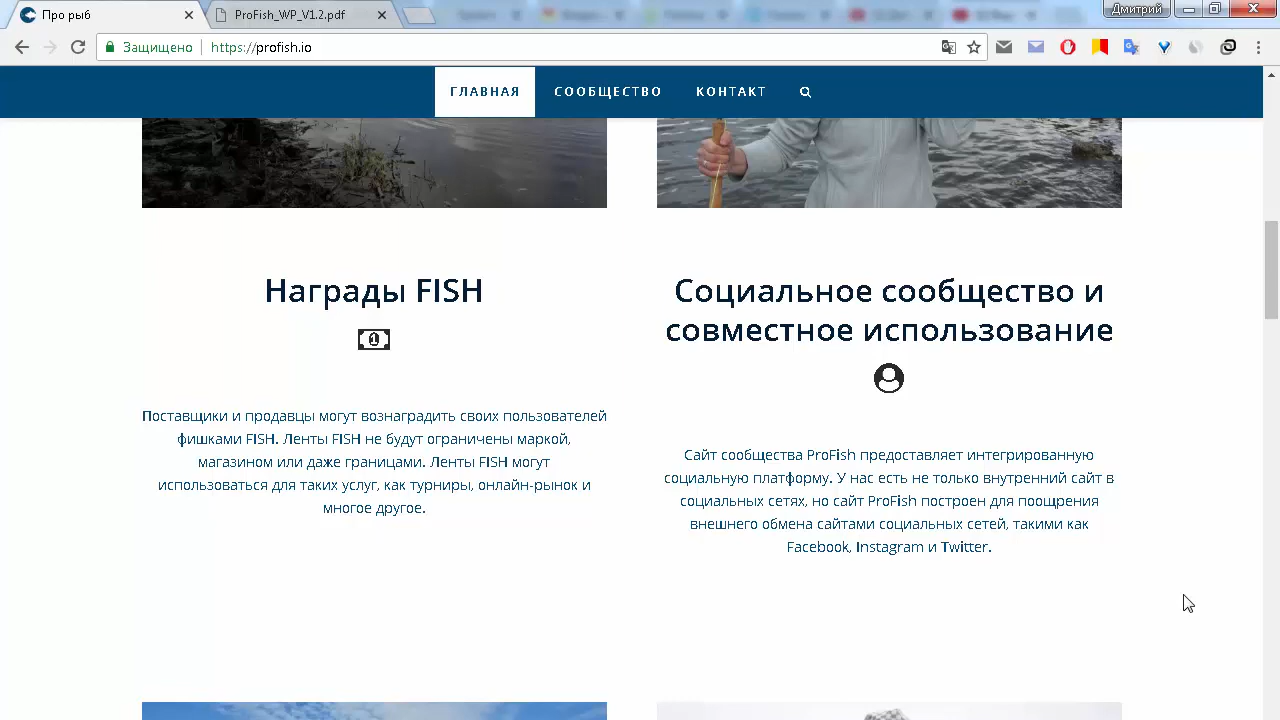 Про рыб
ProFish_WP_V1.2.pdf
Дмитрий
Защищено
https://profish.io
ГЛАВНАЯ
СООБЩЕСТВО
КОНТАКТ
Награды FISH
Поставщики и продавцы могут вознаградить своих пользователей
фишками FISH. Ленты FISH не будут ограничены маркой,
магазином или даже границами. Ленты FISH могут
использоваться для таких услуг, как турниры, онлайн-рынок и
многое другое.
Социальное сообщество и
совместное использование
Сайт сообщества ProFish предоставляет интегрированную
социальную платформу. У нас есть не только внутренний сайт в
социальных сетях, но сайт ProFish построен для поощрения
внешнего обмена сайтами социальных сетей, такими как
Facebook, Instagram и Twitter.